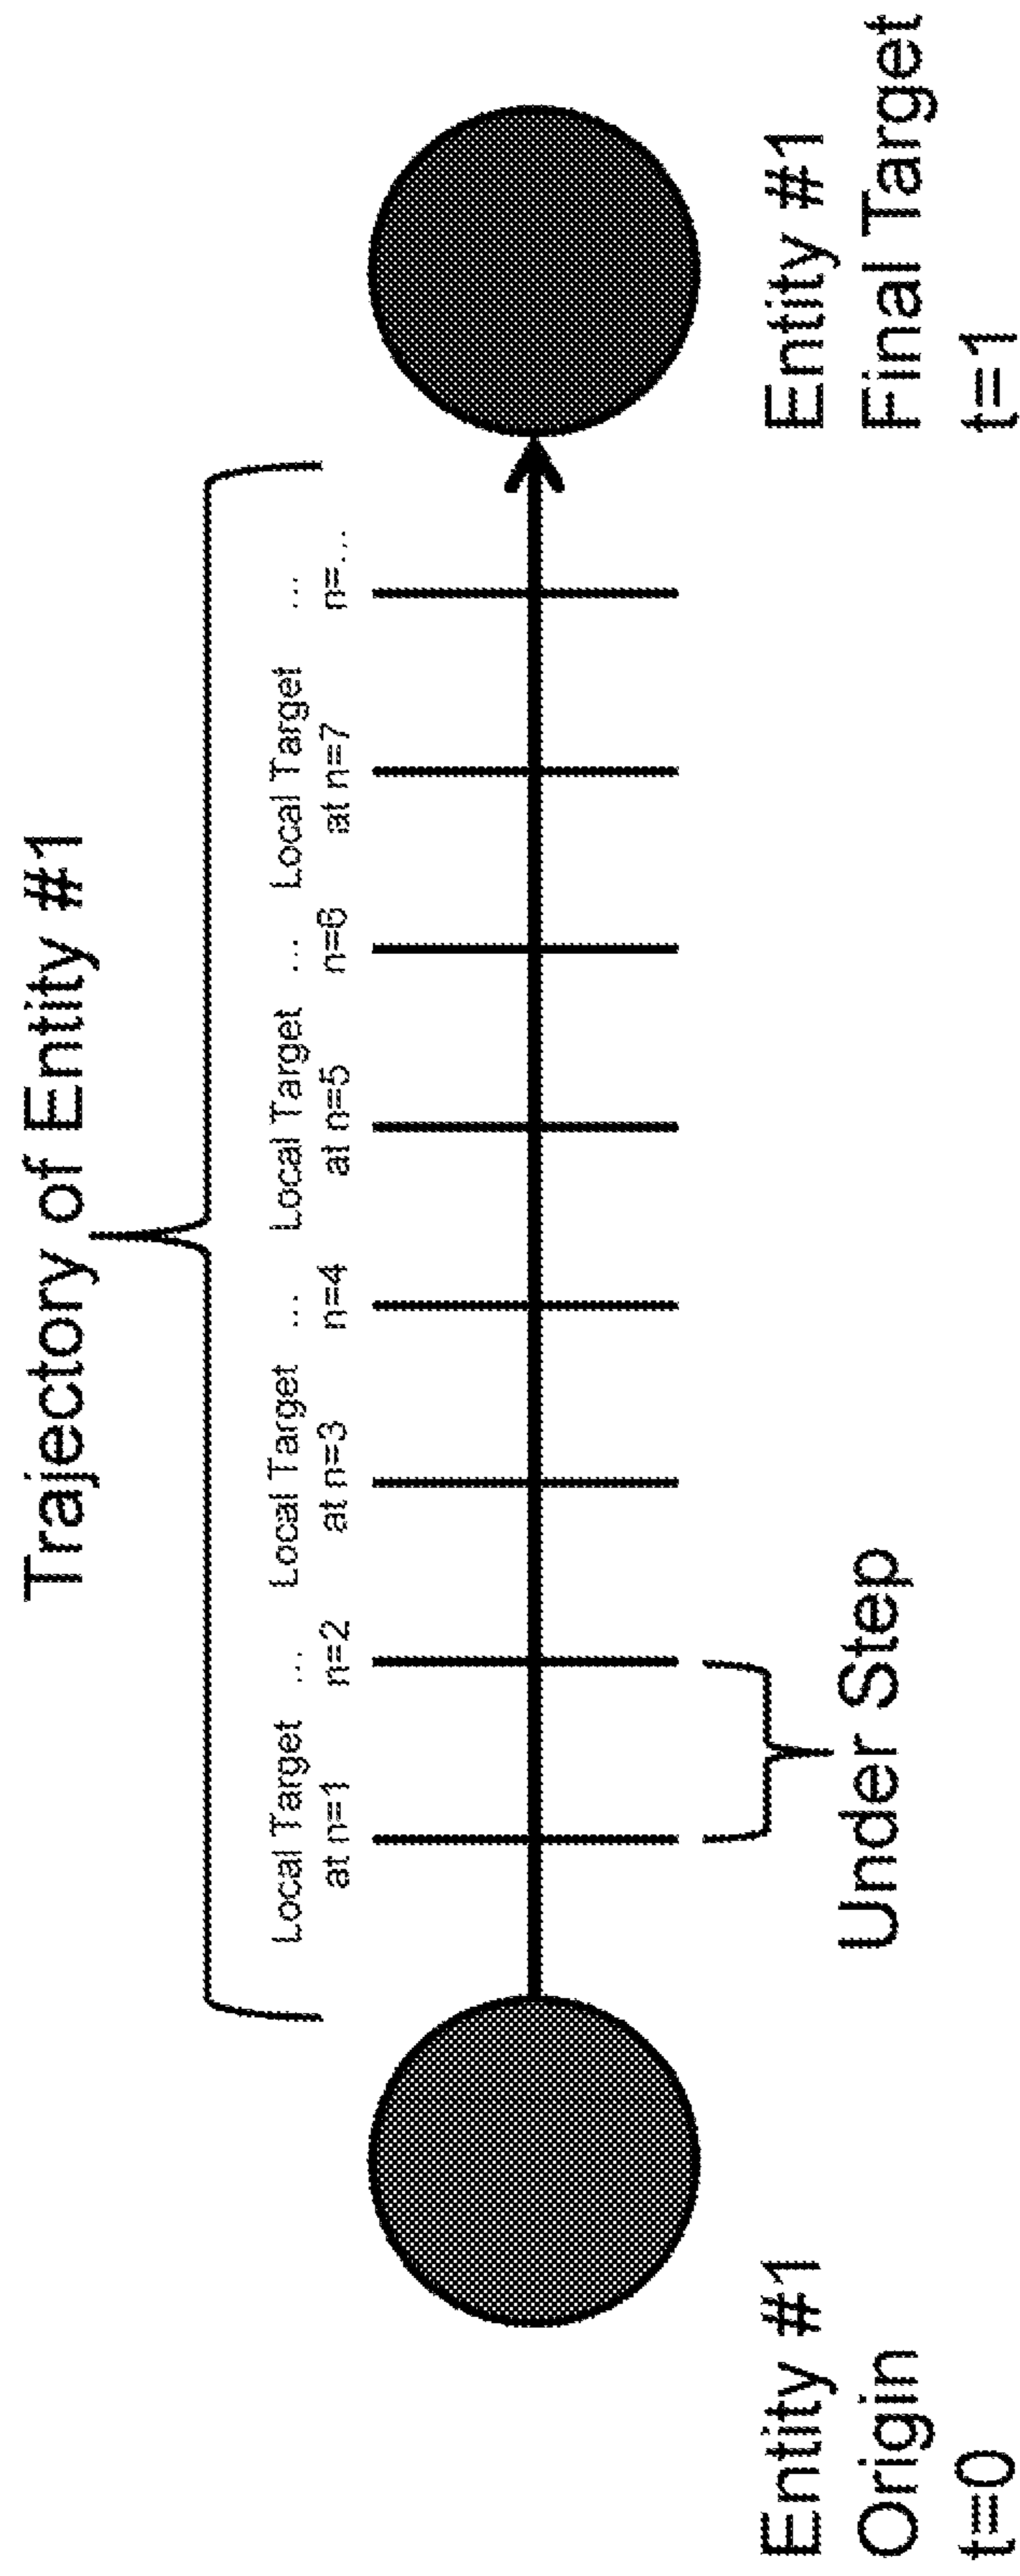 Trajectory of Entity #1
Local Target
at n=1
...
n=2
Local Target
at n=3
...
n=4
Local Target
at n=5
...
n=6
Local Target
at n=7
...
n=...
Under Step
Entity #1
Origin
t=0
Entity #1
Final Target
t=1